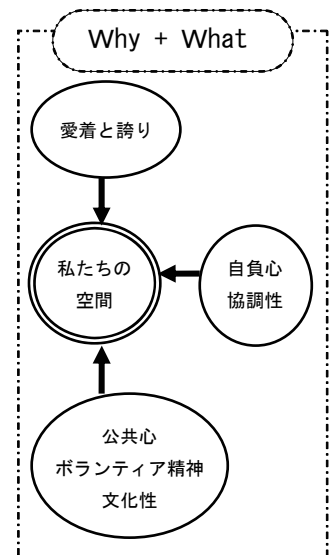 Why + What
愛着と誇り
私たちの
空間
自負心
協調性
公共心
ボランティア精神
文化性